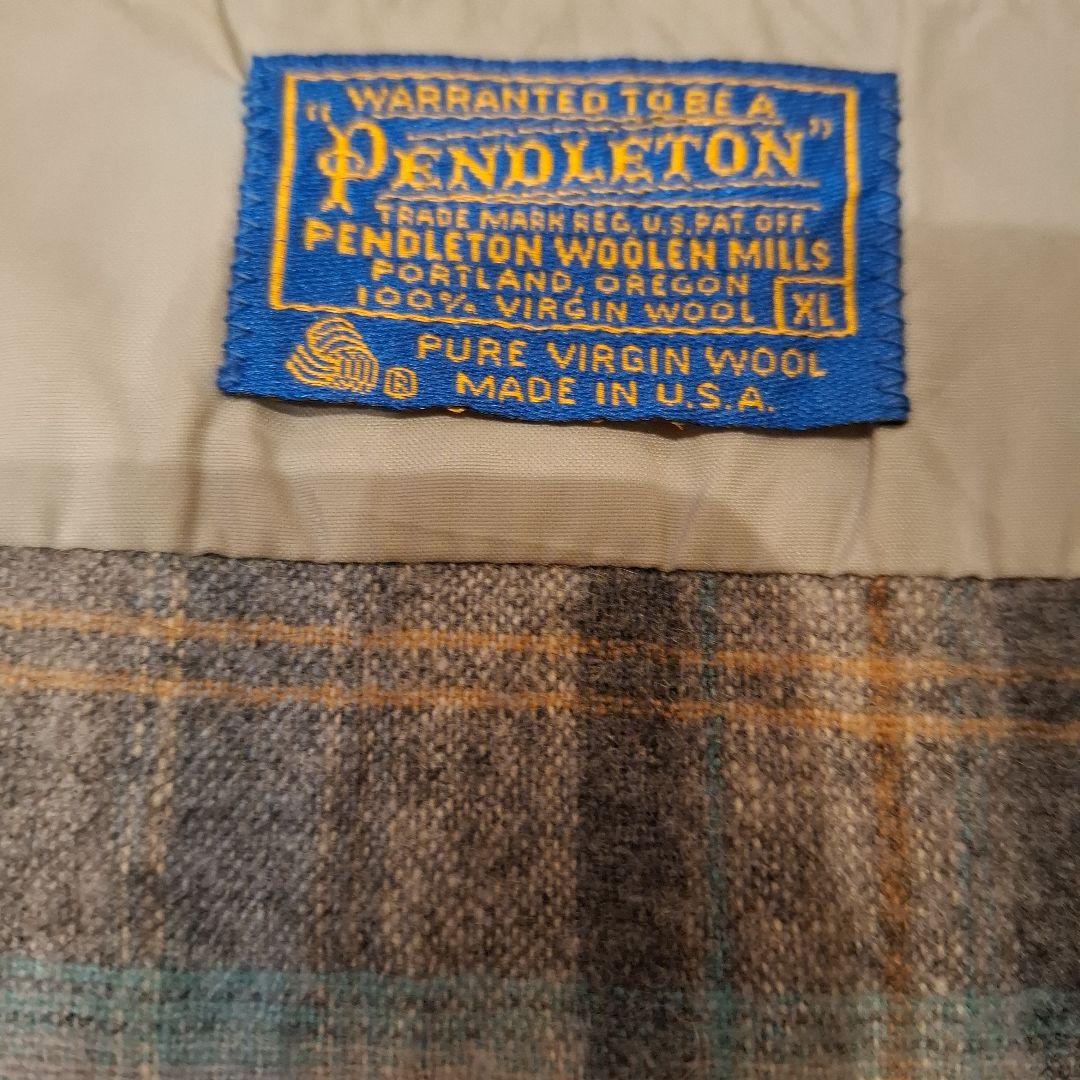 WARRANTED TO BE A
"PENDLETON"
TRADE MARK REG. U.S. PAT. OFF.
PENDLETON WOOLEN MILLS
PORTLAND, OREGON
100% VIRGIN WOOL XL
PURE VIRGIN WOOL
® MADE IN U.S.A.